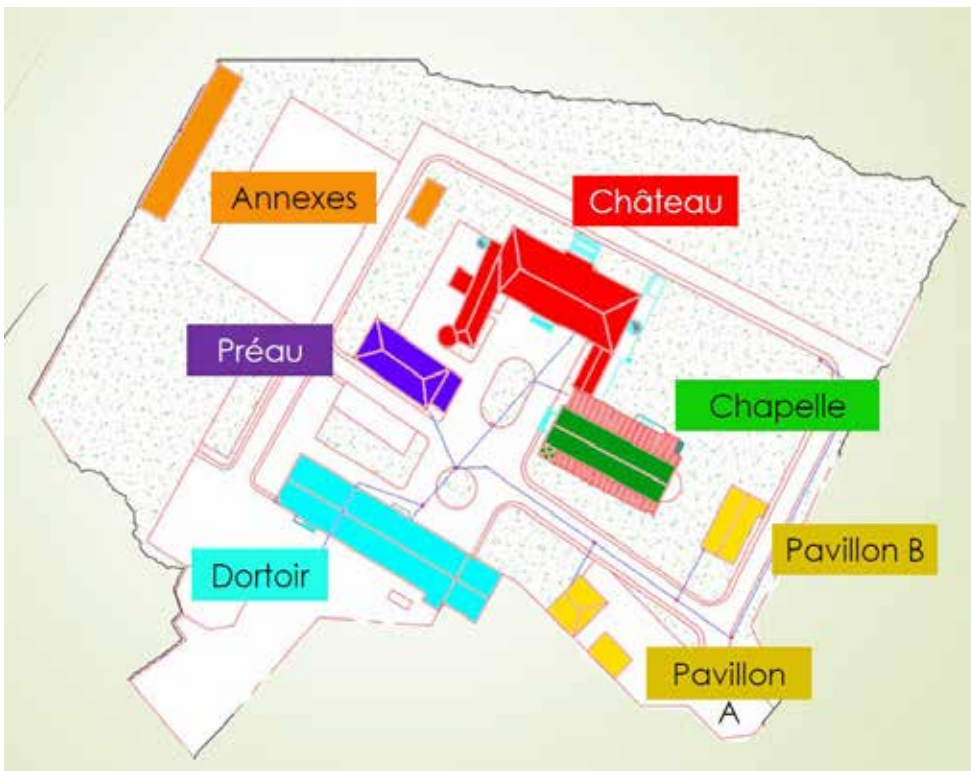 Annexes
Château
Préau
Chapelle
Pavillon B
Dortoir
Pavillon
A